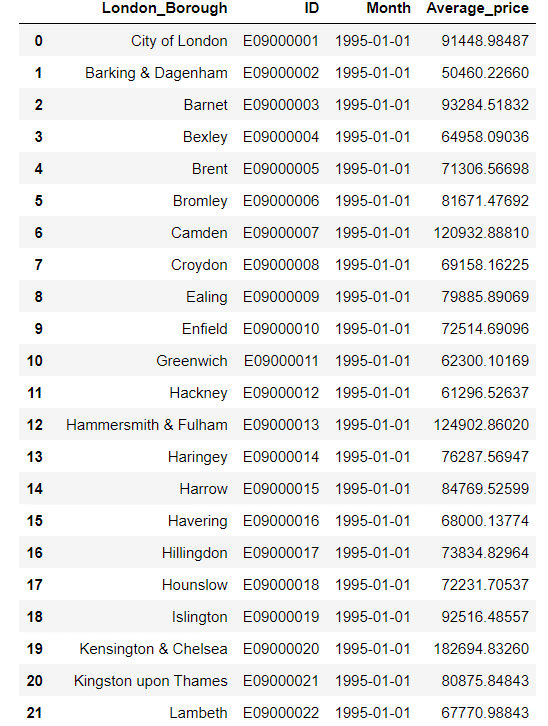 London_Borough ID Month Average_price
0 City of London E09000001 1995-01-01 91448.98487
1 Barking & Dagenham E09000002 1995-01-01 50460.22660
2 Barnet E09000003 1995-01-01 93284.51832
3 Bexley E09000004 1995-01-01 64958.09036
4 Brent E09000005 1995-01-01 71306.56698
5 Bromley E09000006 1995-01-01 81671.47692
6 Camden E09000007 1995-01-01 120932.88810
7 Croydon E09000008 1995-01-01 69158.16225
8 Ealing E09000009 1995-01-01 79885.89069
9 Enfield E09000010 1995-01-01 72514.69096
10 Greenwich E09000011 1995-01-01 62300.10169
11 Hackney E09000012 1995-01-01 61296.52637
12 Hammersmith & Fulham E09000013 1995-01-01 124902.86020
13 Haringey E09000014 1995-01-01 76287.56947
14 Harrow E09000015 1995-01-01 84769.52599
15 Havering E09000016 1995-01-01 68000.13774
16 Hillingdon E09000017 1995-01-01 73834.82964
17 Hounslow E09000018 1995-01-01 72231.70537
18 Islington E09000019 1995-01-01 92516.48557
19 Kensington & Chelsea E09000020 1995-01-01 182694.83260
20 Kingston upon Thames E09000021 1995-01-01 80875.84843
21 Lambeth E09000022 1995-01-01 67770.98843